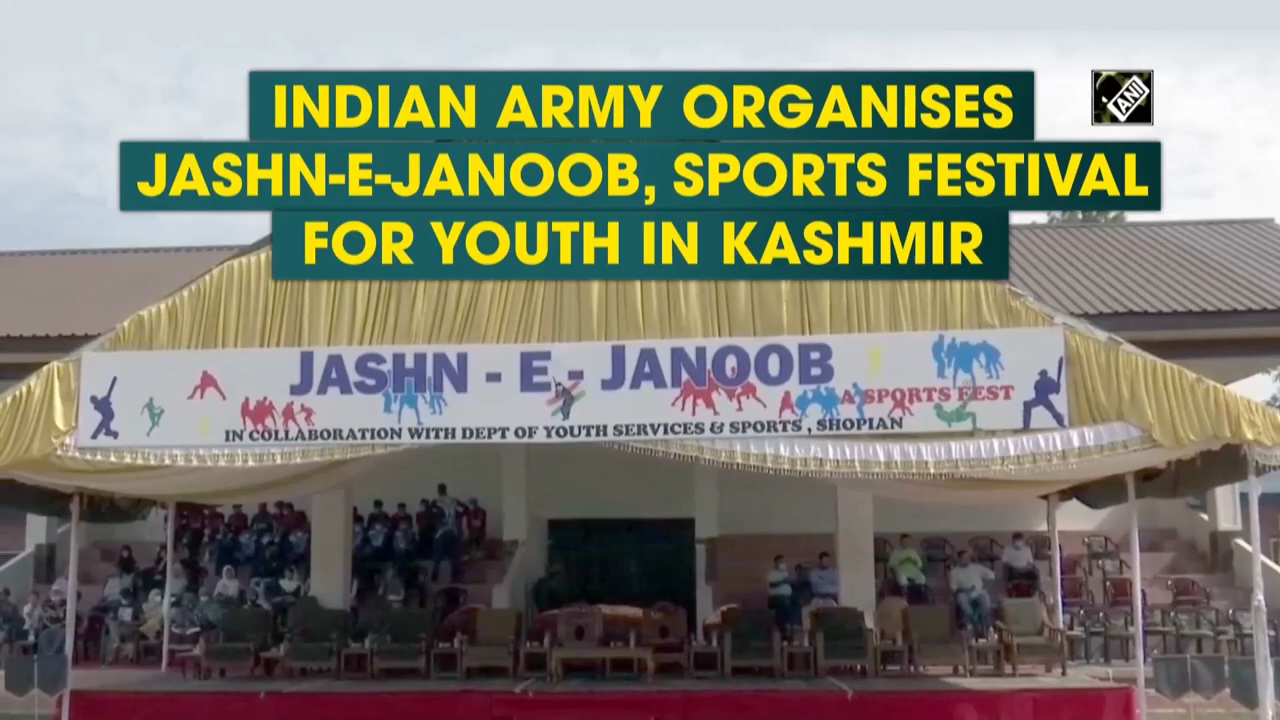 INDIAN ARMY ORGANISES
ANI
JASHN-E-JANOOB, SPORTS FESTIVAL
FOR YOUTH IN KASHMIR
JASHN - E - JANOOB
A SPORTS FEST
IN COLLABORATION WITH DEPT OF YOUTH SERVICES & SPORTS , SHOPIAN